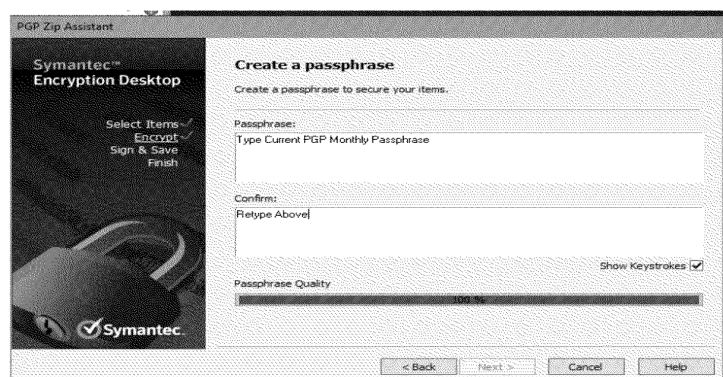 PGP Zip Assistant
Symantec™
Encryption Desktop
Select Items
Encrypt
Sign & Save
Finish
Symantec.
Create a passphrase
Create a passphrase to secure your items.
Passphrase:
Type Current PGP Monthly Passphrase
Confirm:
Retype Above
Show Keystrokes
Passphrase Quality
100 %
< Back
Next >
Cancel
Help